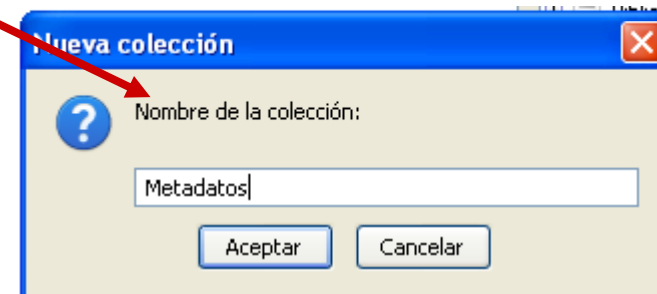 Nueva colección
Nombre de la colección:
Metadatos
Aceptar Cancelar